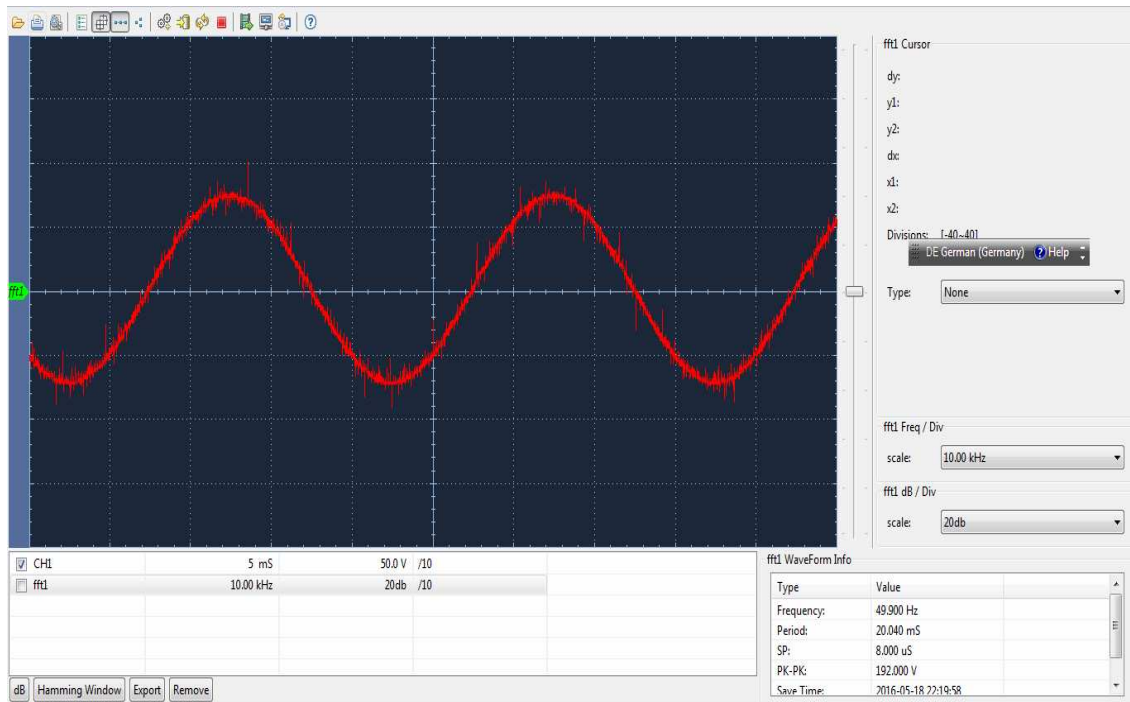 fft1 Cursor
dy:
y1:
y2:
dx:
x1:
x2:
Divisions: [-40~40]
DE German (Germany) ? Help
fft1
Type: None
fft1 Freq / Div
scale: 10.00 kHz
fft1 dB / Div
scale: 20db
CH1 5 mS 50.0 V /10
fft1 10.00 kHz 20db /10
dB Hamming Window Export Remove
fft1 WaveForm Info
Type Value
Frequency: 49.900 Hz
Period: 20.040 mS
SP: 8.000 uS
PK-PK: 192.000 V
Save Time: 2016-05-18 22:19:58